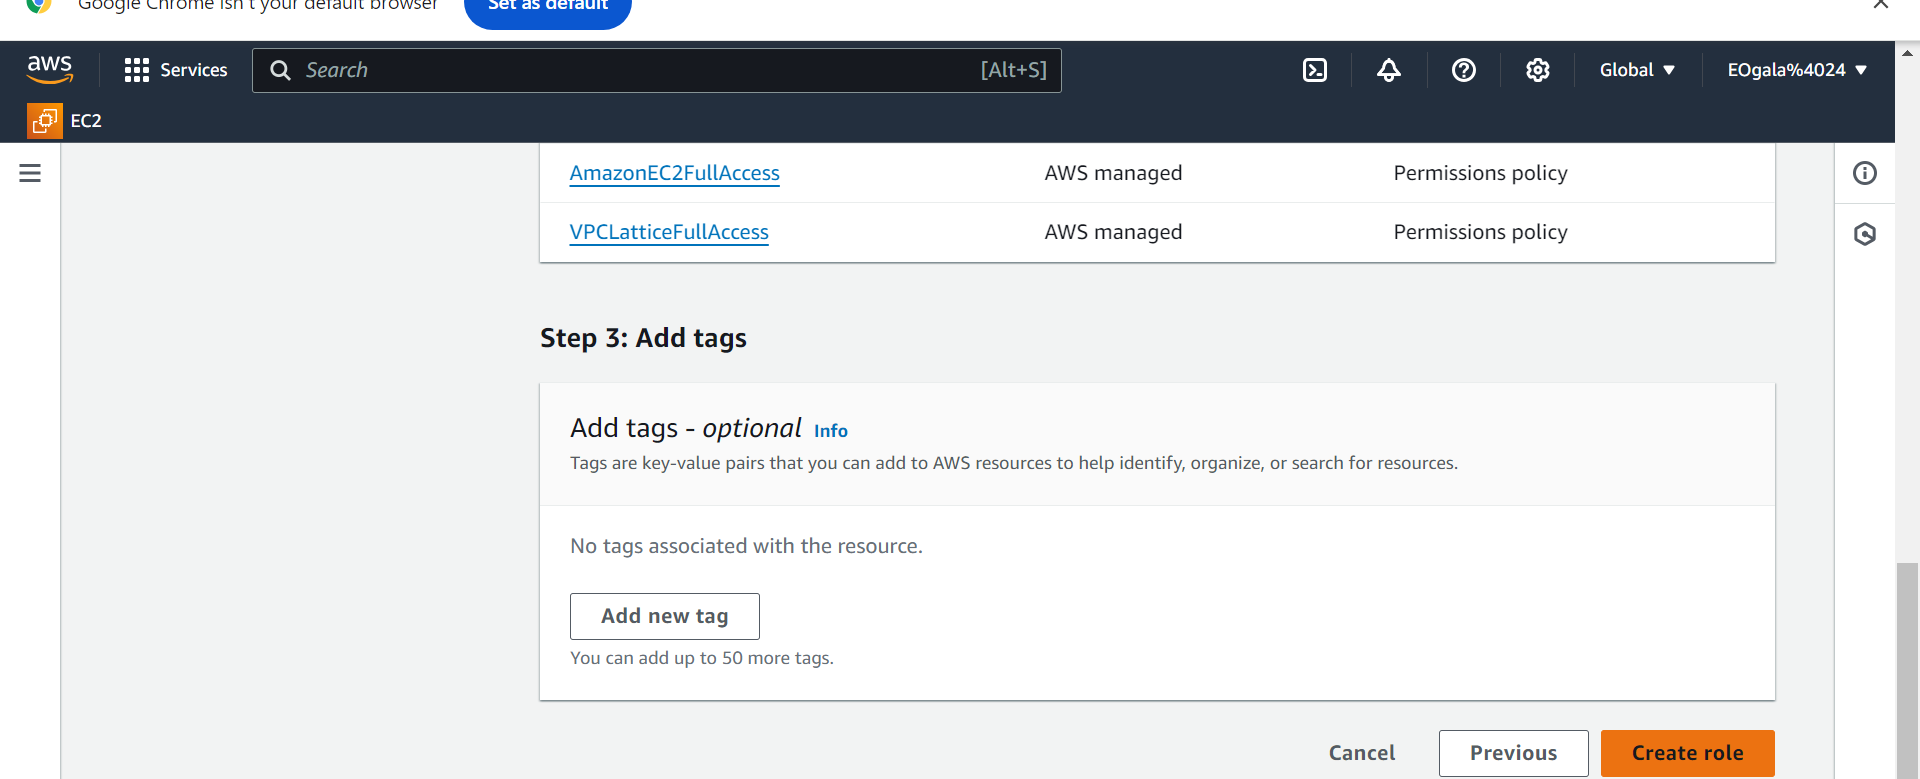 Google Chrome isn't your default browser Set as default
aws Services Search [Alt+S] Global EOgala%4024
EC2
AmazonEC2FullAccess AWS managed Permissions policy
VPCLatticeFullAccess AWS managed Permissions policy
Step 3: Add tags
Add tags - optional Info
Tags are key-value pairs that you can add to AWS resources to help identify, organize, or search for resources.
No tags associated with the resource.
Add new tag
You can add up to 50 more tags.
Cancel Previous Create role